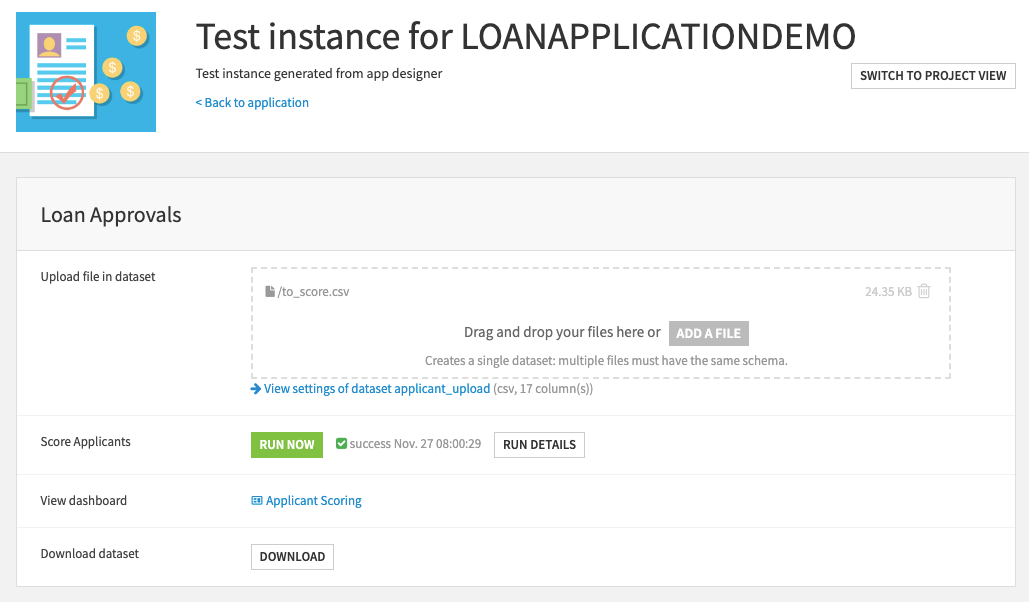 Test instance for LOANAPPLICATIONDEMO
Test instance generated from app designer
SWITCH TO PROJECT VIEW
< Back to application
Loan Approvals
Upload file in dataset
/to_score.csv 24.35 KB
Drag and drop your files here or ADD A FILE
Creates a single dataset: multiple files must have the same schema.
View settings of dataset applicant_upload (csv, 17 column(s))
Score Applicants RUN NOW success Nov. 27 08:00:29 RUN DETAILS
View dashboard Applicant Scoring
Download dataset DOWNLOAD